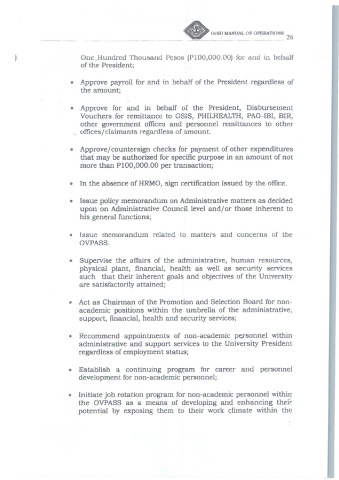 OrSU MANUAL OF OPERATIONS 26
One Hundred Thousand Pesos (P100,000.00) for and in behalf
of the President;
• Approve payroll for and in behalf of the President regardless of
the amount;
• Approve for and in behalf of the President, Disbursement
Vouchers for remittance to GSIS, PHILHEALTH, PAG-IBI, BIR,
other government offices and personnel remittances to other
offices/claimants regardless of amount.
• Approve/countersign checks for payment of other expenditures
that may be authorized for specific purpose in an amount of not
more than P100,000.00 per transaction;
• In the absence of HRMO, sign certification issued by the office.
• Issue policy memorandum on Administrative matters as decided
upon on Administrative Council level and/or those inherent to
his general functions;
• Issue memorandum related to matters and concerns of the
OVPASS.
• Supervise the affairs of the administrative, human resources,
physical plant, financial, health as well as security services
such that their inherent goals and objectives of the University
are satisfactorily attained;
• Act as Chairman of the Promotion and Selection Board for non-
academic positions within the umbrella of the administrative,
support, financial, health and security services;
• Recommend appointments of non-academic personnel within
administrative and support services to the University President
regardless of employment status;
• Establish a continuing program for career and personnel
development for non-academic personnel;
• Initiate job rotation program for non-academic personnel within
the OVPASS as a means of developing and enhancing their
potential by exposing them to their work climate within the